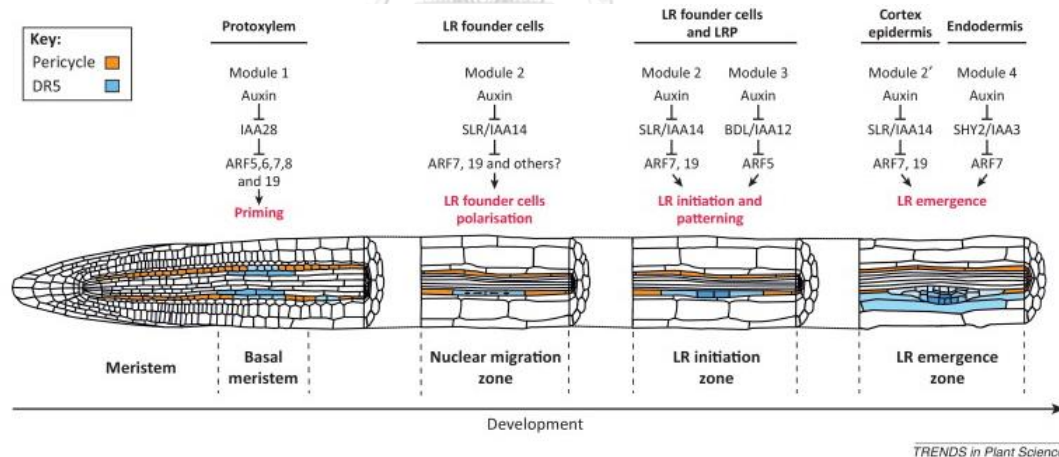 Key:
Pericycle
DR5
Protoxylem
Module 1
Auxin
IAA28
ARF5,6,7,8
and 19
Priming
LR founder cells
Module 2
Auxin
SLR/IAA14
ARF7, 19 and others?
LR founder cells
polarisation
LR founder cells
and LRP
Module 2
Auxin
SLR/IAA14
ARF7, 19
Module 3
Auxin
BDL/IAA12
ARF5
LR initiation and
patterning
Cortex
epidermis
Module 2′
Auxin
SLR/IAA14
ARF7, 19
Endodermis
Module 4
Auxin
SHY2/IAA3
ARF7
LR emergence
Meristem
Basal
meristem
Nuclear migration
zone
LR initiation
zone
LR emergence
zone
Development
TRENDS in Plant Science